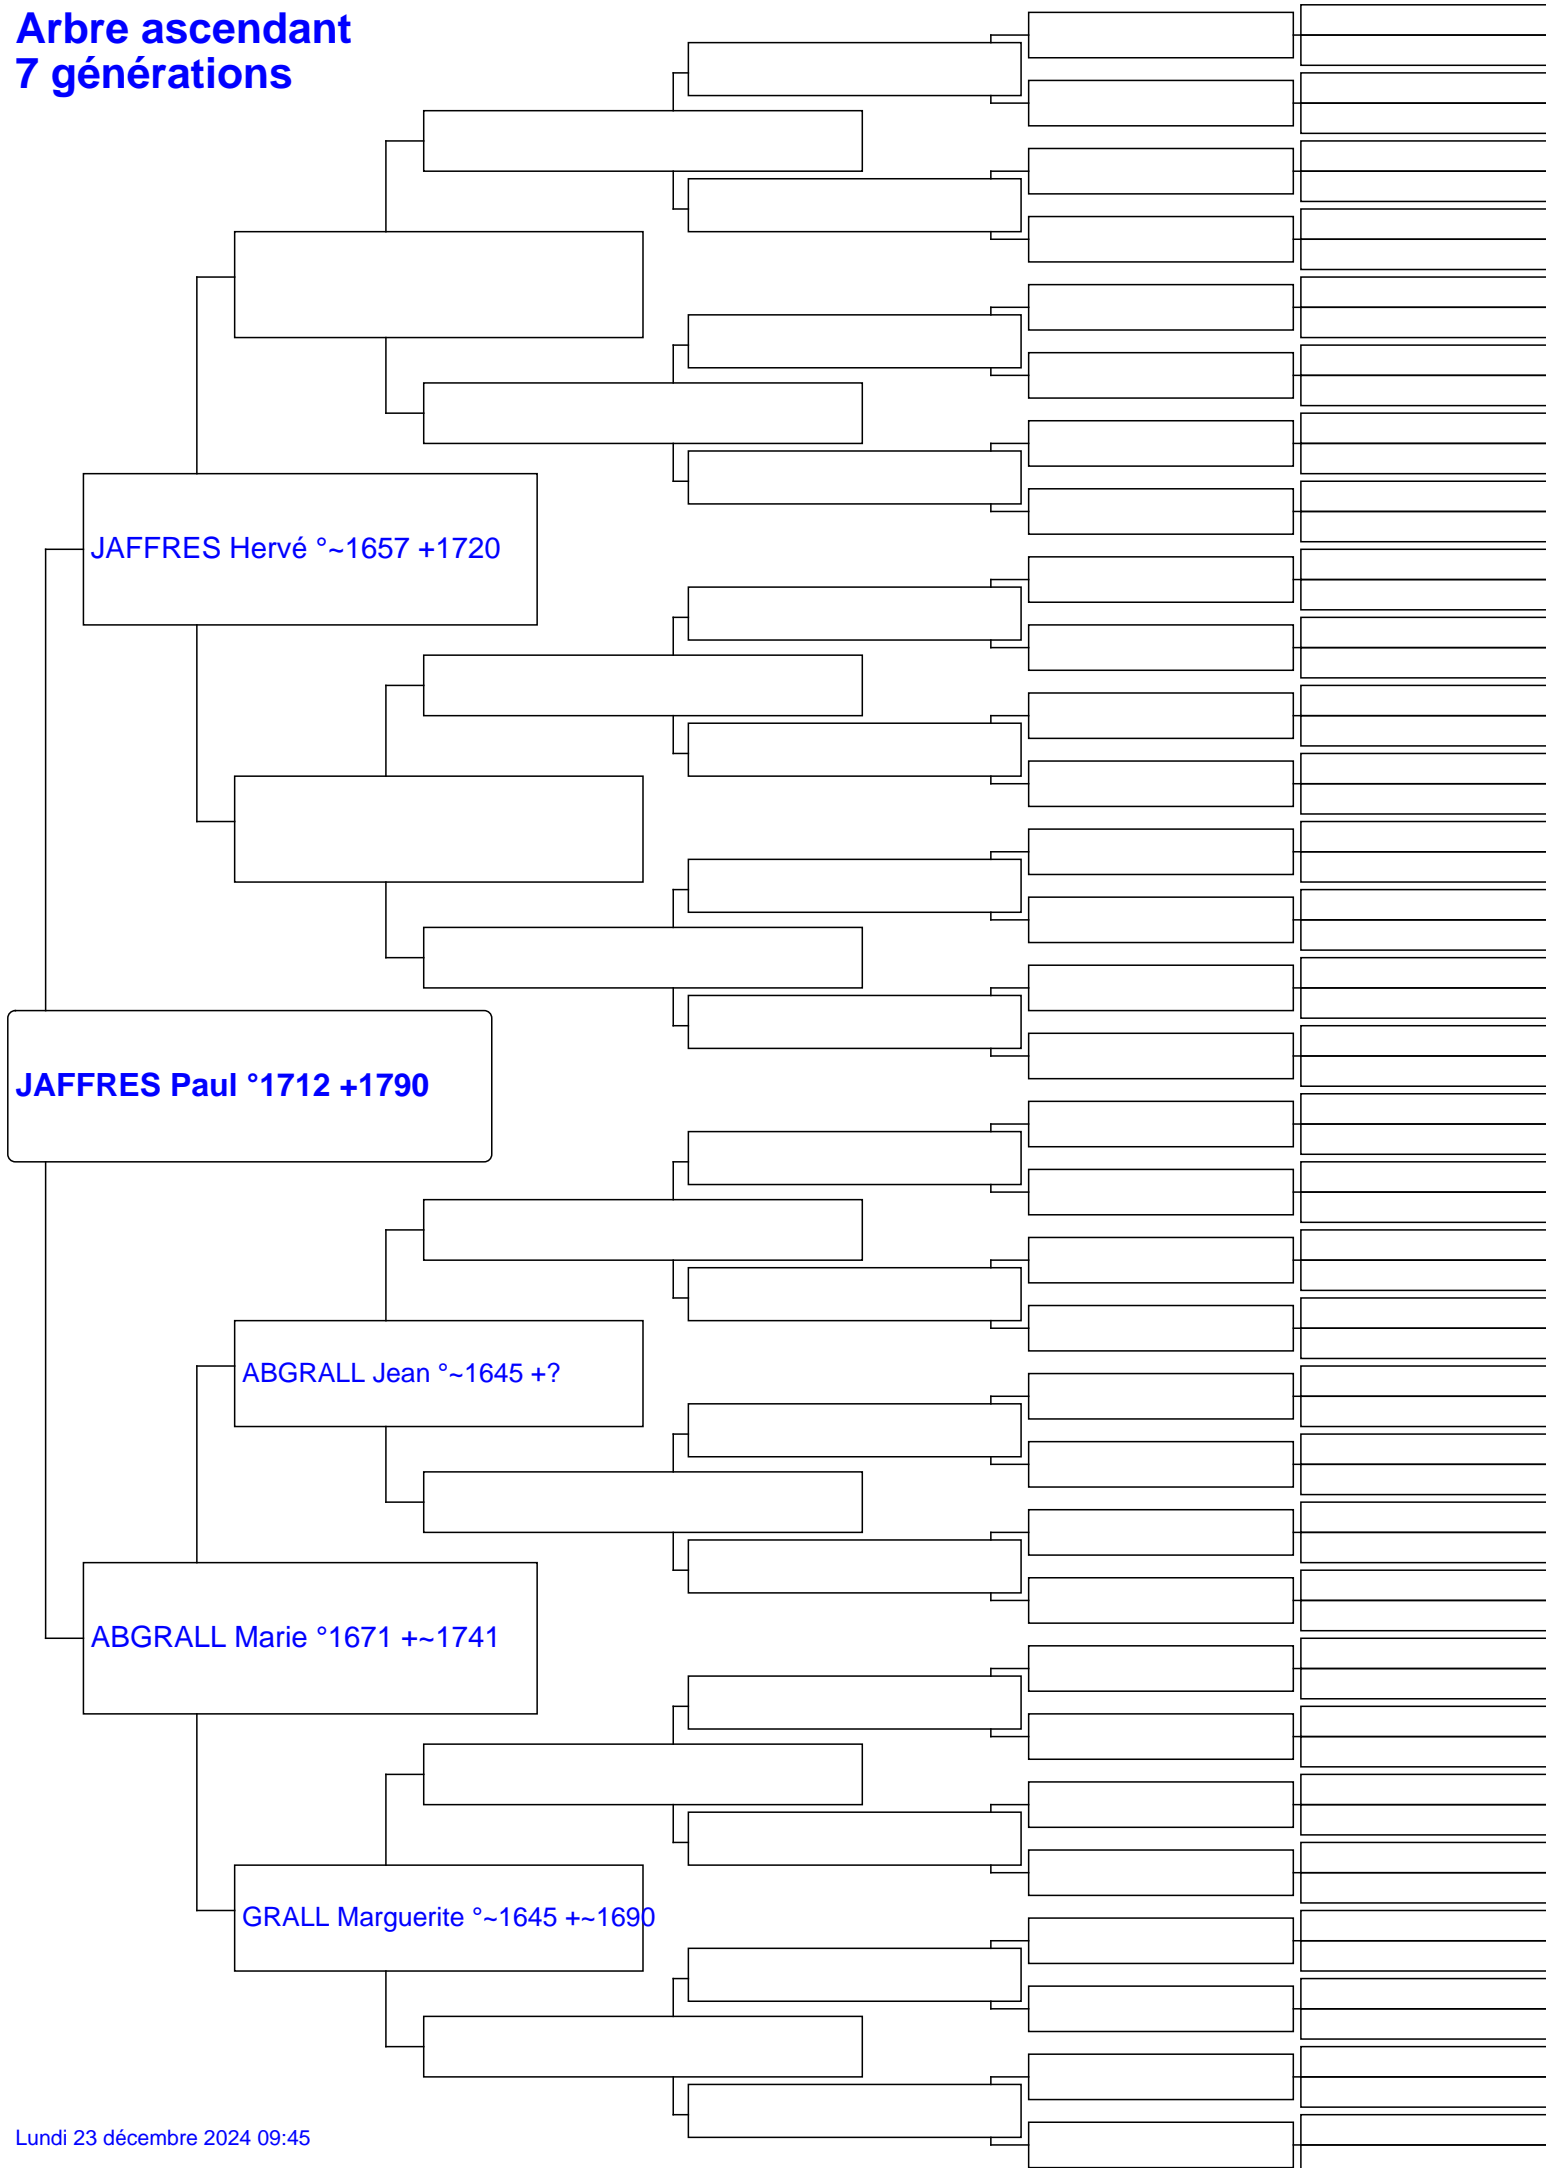 Arbre ascendant
7 générations
JAFFRES Hervé °~1657 +1720
JAFFRES Paul °1712 +1790
ABGRALL Jean °~1645 +?
ABGRALL Marie °1671 +~1741
GRALL Marguerite °~1645 +~1690
Lundi 23 décembre 2024 09:45